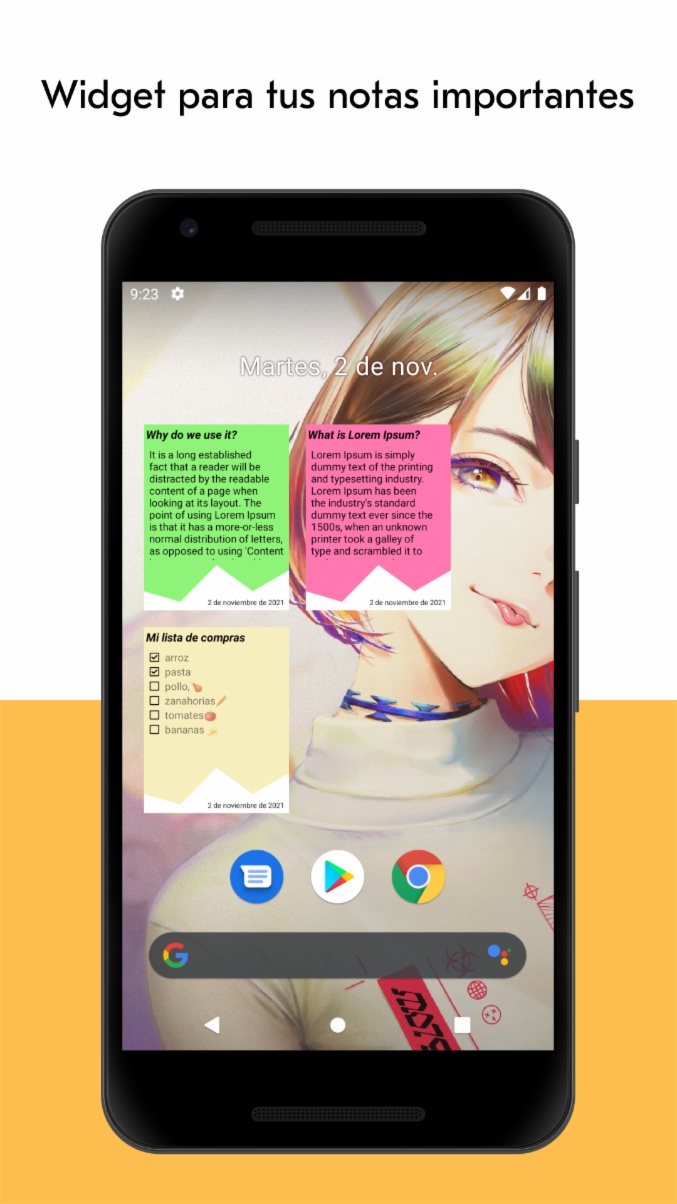 Widget para tus notas importantes
9:23
Martes, 2 de nov.
Why do we use it?
It is a long established
fact that a reader will be
distracted by the readable
content of a page when
looking at its layout. The
point of using Lorem Ipsum
is that it has a more-or-less
normal distribution of letters,
as opposed to using 'Content
2 de noviembre de 2021
What is Lorem Ipsum?
Lorem Ipsum is simply
dummy text of the printing
and typesetting industry.
Lorem Ipsum has been
the industry's standard
dummy text ever since the
1500s, when an unknown
printer took a galley of
type and scrambled it to
2 de noviembre de 2021
Mi lista de compras
arroz
pasta
pollo,🍗
zanahorias🥕
tomates🍅
bananas 🍌
2 de noviembre de 2021